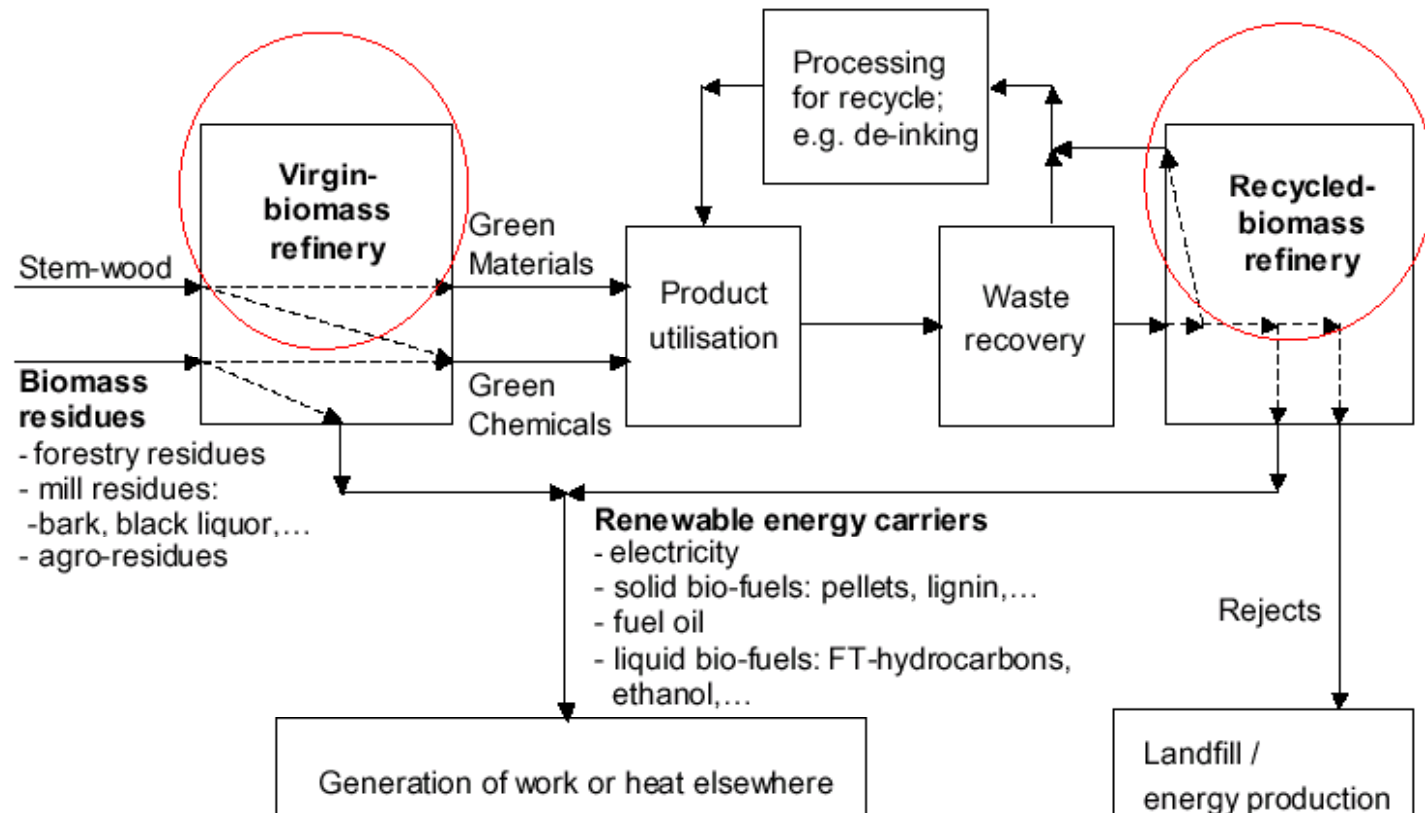 Processing
for recycle;
e.g. de-inking
Virgin-
biomass
refinery
Recycled-
biomass
refinery
Stem-wood
Green
Materials
Product
utilisation
Waste
recovery
Biomass
residues
- forestry residues
- mill residues:
-bark, black liquor,…
- agro-residues
Green
Chemicals
Renewable energy carriers
- electricity
- solid bio-fuels: pellets, lignin,…
- fuel oil
- liquid bio-fuels: FT-hydrocarbons,
ethanol,…
Rejects
Generation of work or heat elsewhere
Landfill /
energy production